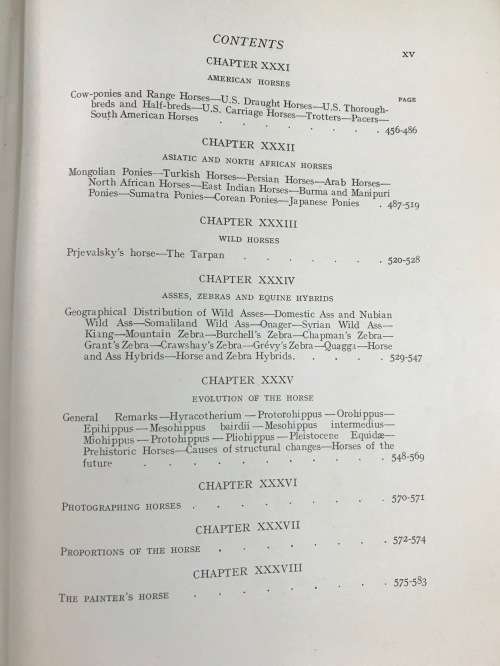 CONTENTS
xv
CHAPTER XXXI
AMERICAN HORSES
PAGE
Cow-ponies and Range Horses—U.S. Draught Horses—U.S. Thorough-
breds and Half-breds—U.S. Carriage Horses—Trotters—Pacers—
South American Horses . . . . . . . 456-486
CHAPTER XXXII
ASIATIC AND NORTH AFRICAN HORSES
Mongolian Ponies—Turkish Horses—Persian Horses—Arab Horses—
North African Horses—East Indian Horses—Burma and Manipuri
Ponies—Sumatra Ponies—Corean Ponies—Japanese Ponies . 487-519
CHAPTER XXXIII
WILD HORSES
Prjevalsky's horse—The Tarpan . . . . . . 520-528
CHAPTER XXXIV
ASSES, ZEBRAS AND EQUINE HYBRIDS
Geographical Distribution of Wild Asses—Domestic Ass and Nubian
Wild Ass—Somaliland Wild Ass—Onager—Syrian Wild Ass—
Kiang—Mountain Zebra—Burchell's Zebra—Chapman's Zebra—
Grant's Zebra—Crawshay's Zebra—Grévy's Zebra—Quagga—Horse
and Ass Hybrids—Horse and Zebra Hybrids. . . . . 529-547
CHAPTER XXXV
EVOLUTION OF THE HORSE
General Remarks—Hyracotherium—Protorohippus—Orohippus—
Epihippus—Mesohippus bairdii—Mesohippus intermedius—
Miohippus—Protohippus—Pliohippus—Pleistocene Equidæ—
Prehistoric Horses—Causes of structural changes—Horses of the
future . . . . . . . . . 548-569
CHAPTER XXXVI
PHOTOGRAPHING HORSES . . . . . . . . 570-571
CHAPTER XXXVII
PROPORTIONS OF THE HORSE . . . . . . . 572-574
CHAPTER XXXVIII
THE PAINTER'S HORSE . . . . . . . . 575-583